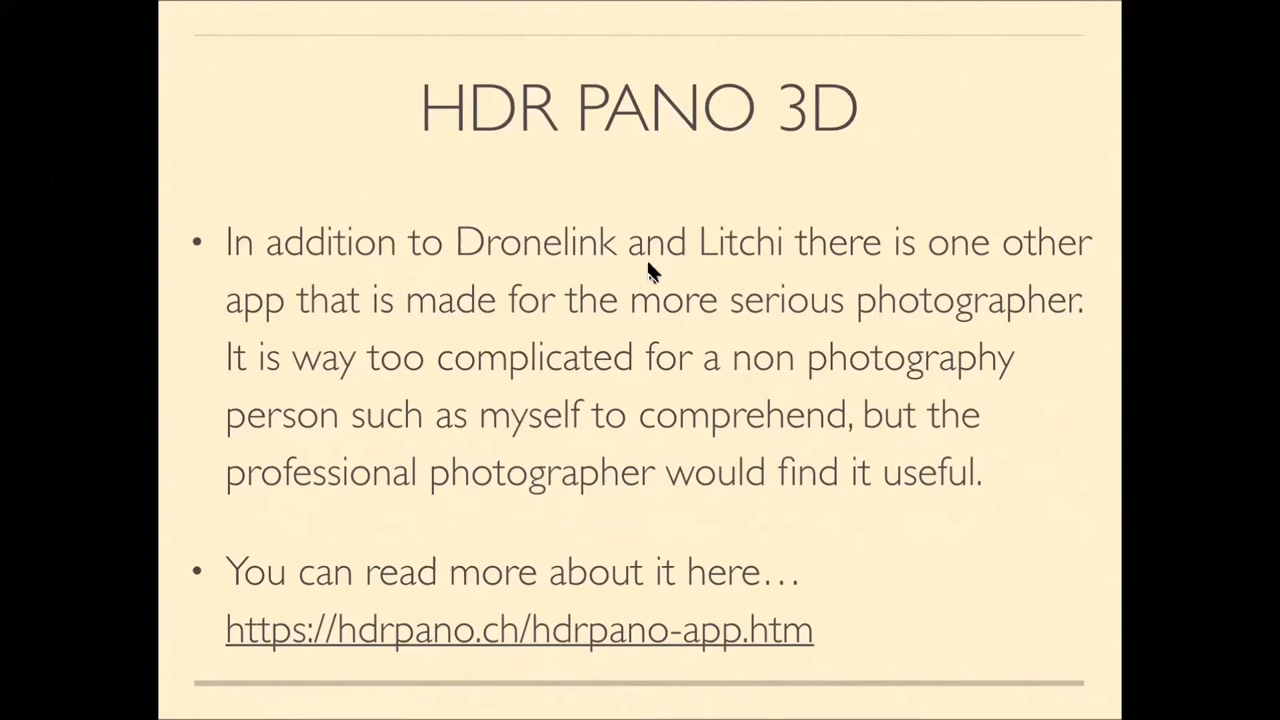 HDR PANO 3D
• In addition to Dronelink and Litchi there is one other
app that is made for the more serious photographer.
It is way too complicated for a non photography
person such as myself to comprehend, but the
professional photographer would find it useful.
• You can read more about it here…
https://hdrpano.ch/hdrpano-app.htm